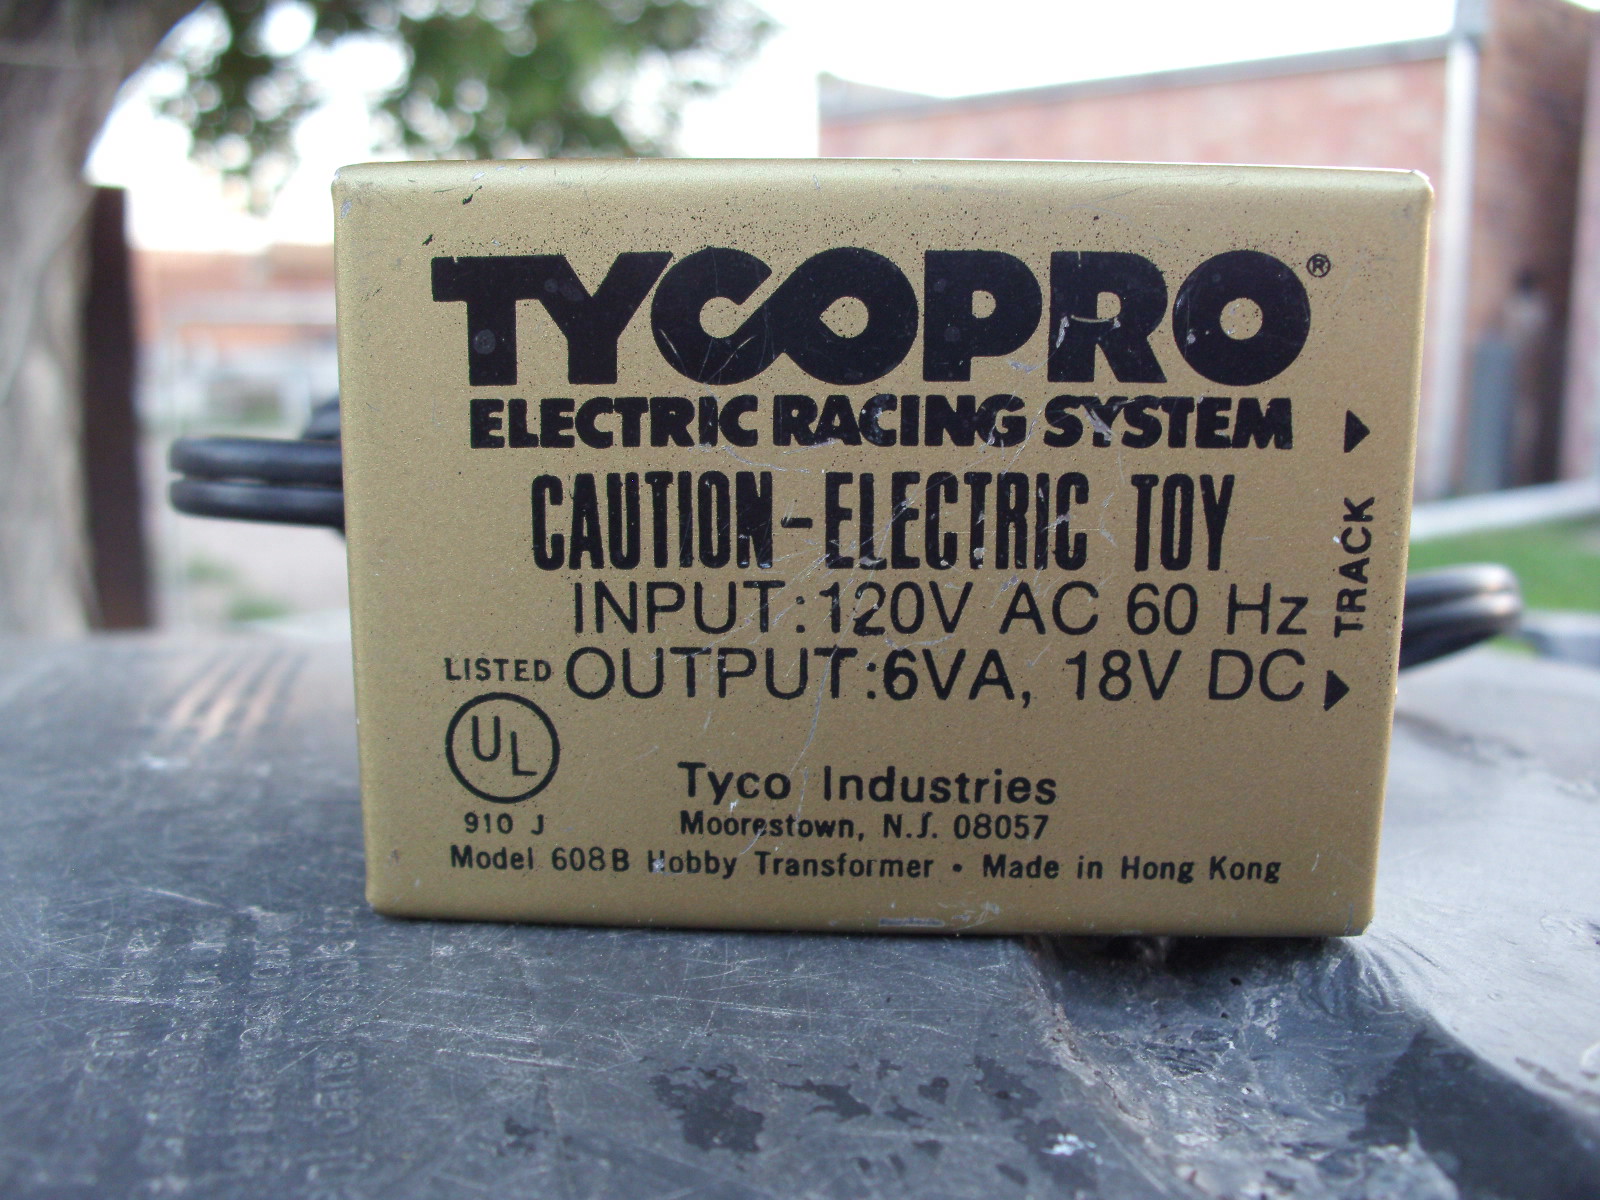 TYCOPRO®
ELECTRIC RACING SYSTEM
CAUTION-ELECTRIC TOY
INPUT:120V AC 60 Hz
OUTPUT:6VA, 18V DC
TRACK
LISTED
UL
910 J
Tyco Industries
Moorestown, N.J. 08057
Model 608B Hobby Transformer • Made in Hong Kong